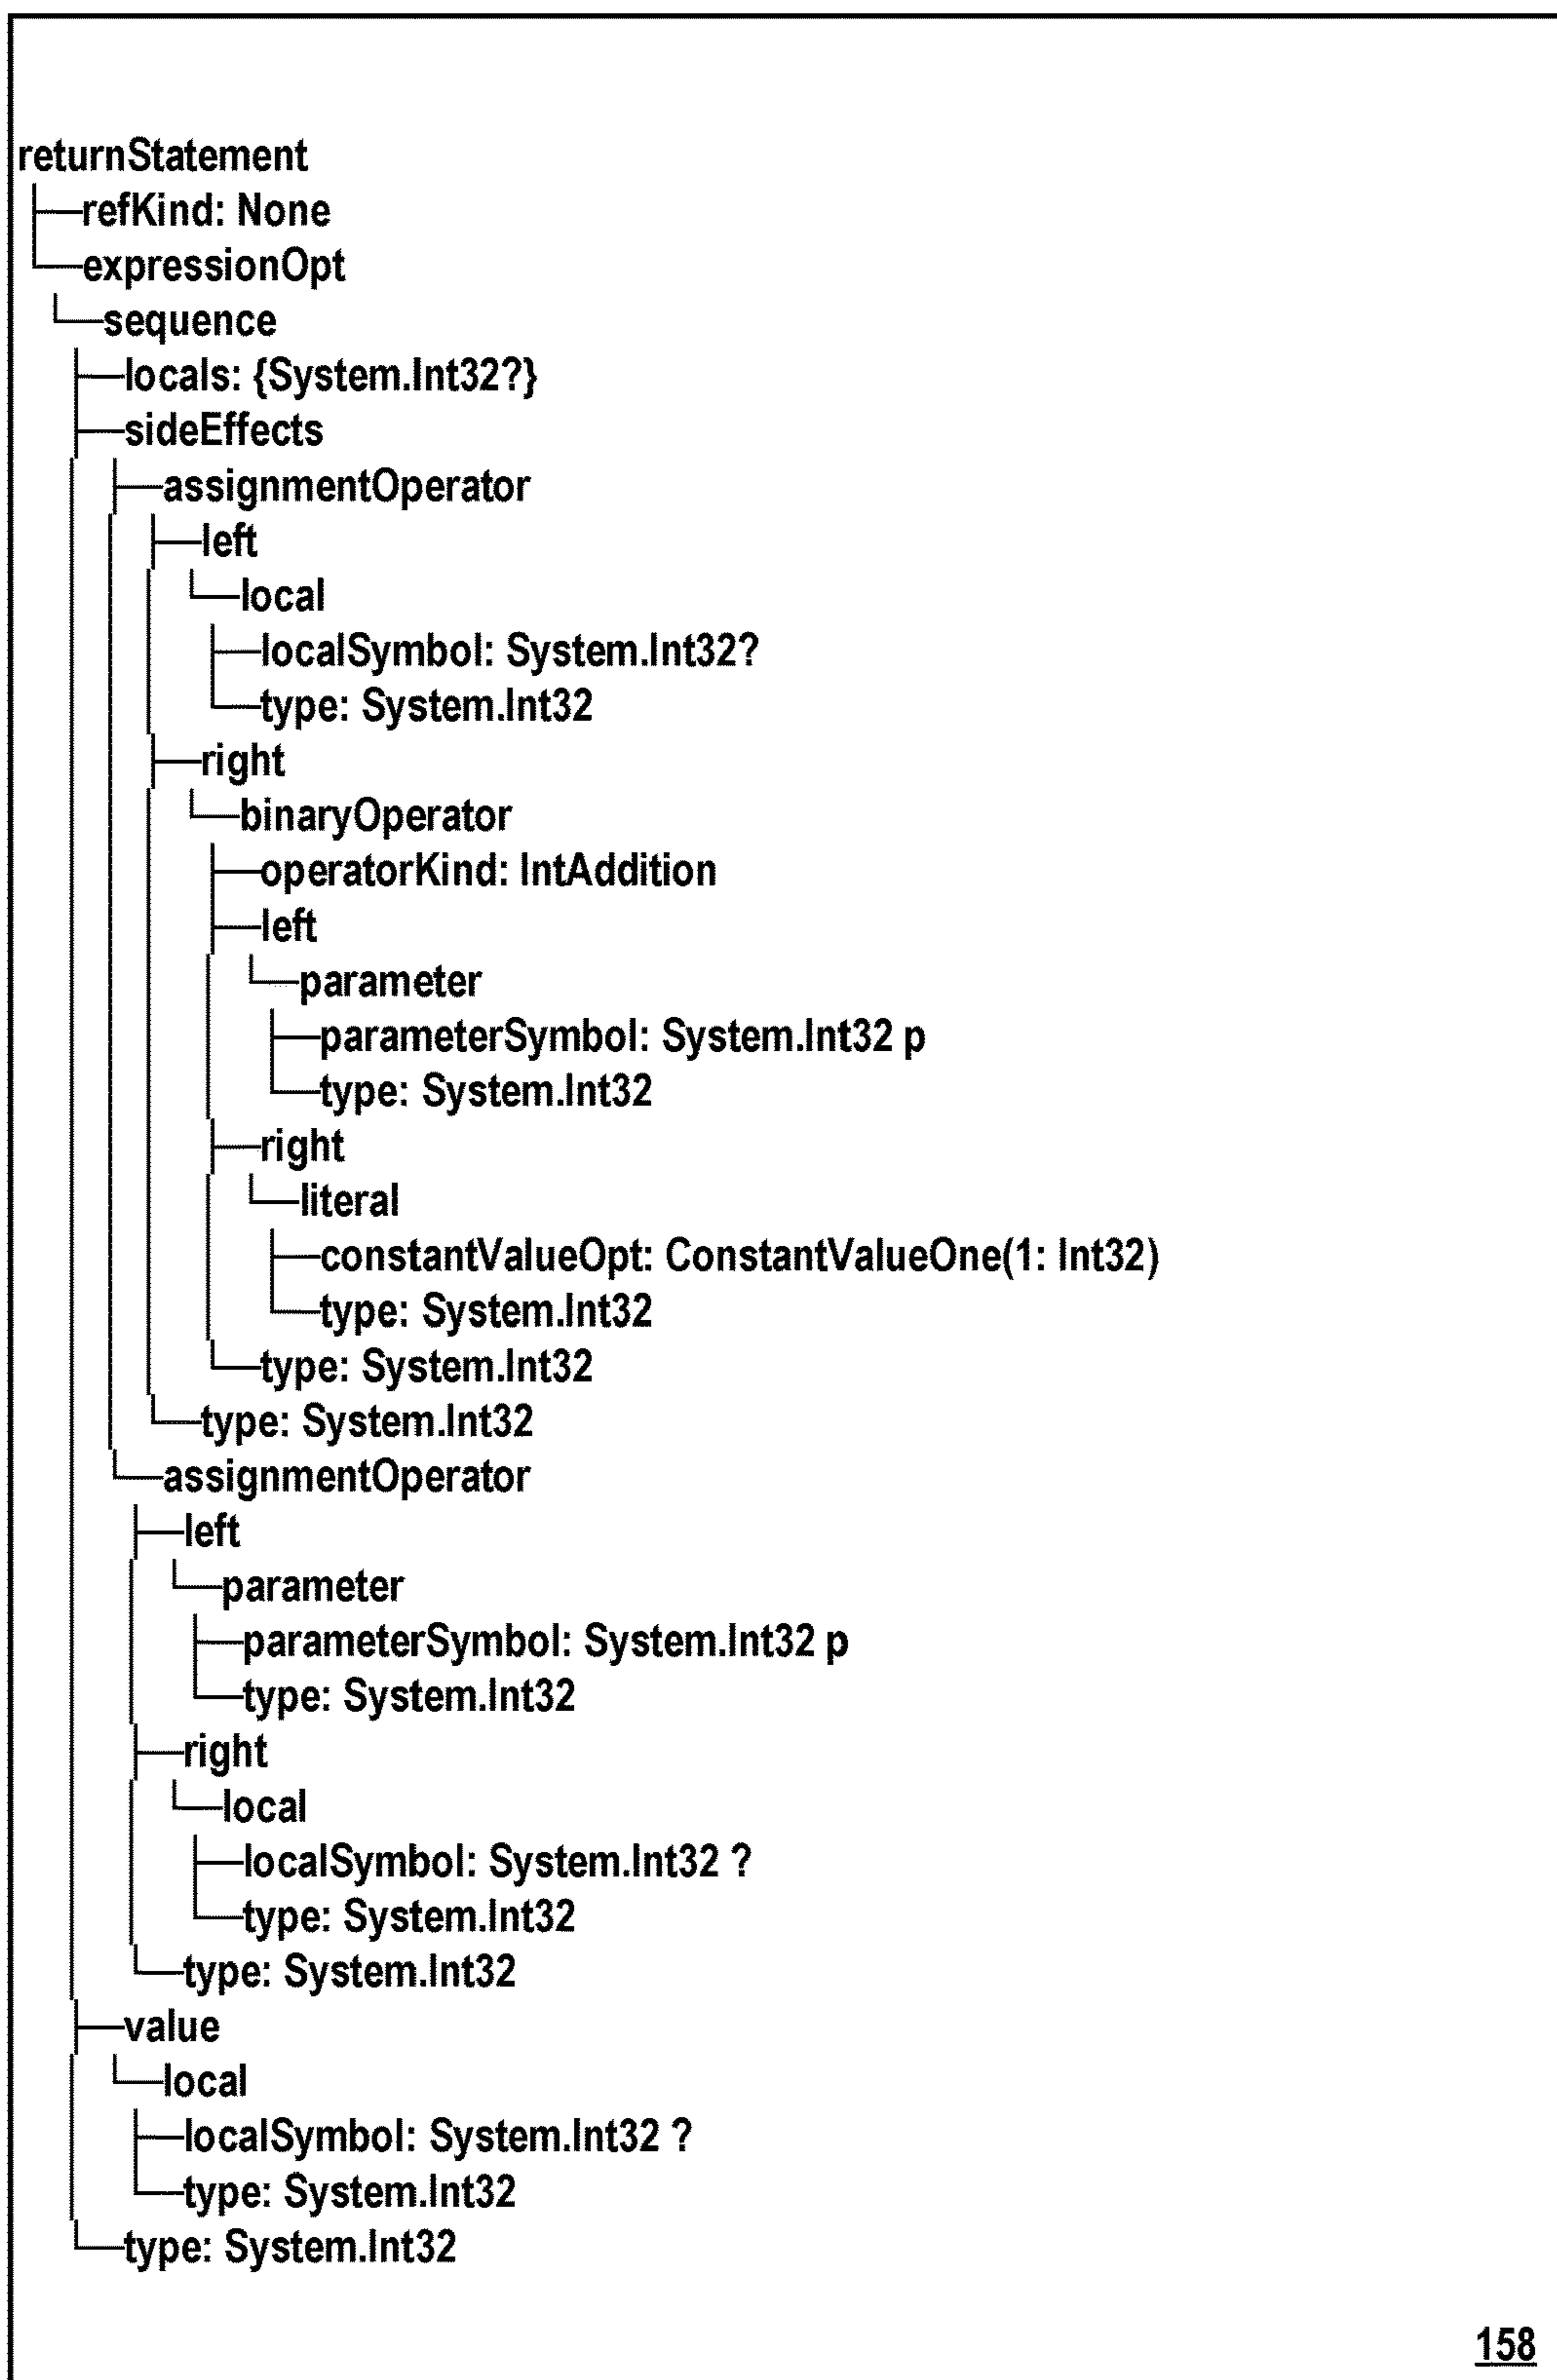 returnStatement
refKind: None
expressionOpt
sequence
locals: {System.Int32?}
sideEffects
assignmentOperator
left
local
localSymbol: System.Int32?
type: System.Int32
right
binaryOperator
operatorKind: IntAddition
left
parameter
parameterSymbol: System.Int32 p
type: System.Int32
right
literal
constantValueOpt: ConstantValueOne(1: Int32)
type: System.Int32
type: System.Int32
type: System.Int32
assignmentOperator
left
parameter
parameterSymbol: System.Int32 p
type: System.Int32
right
local
localSymbol: System.Int32 ?
type: System.Int32
type: System.Int32
value
local
localSymbol: System.Int32 ?
type: System.Int32
type: System.Int32
158